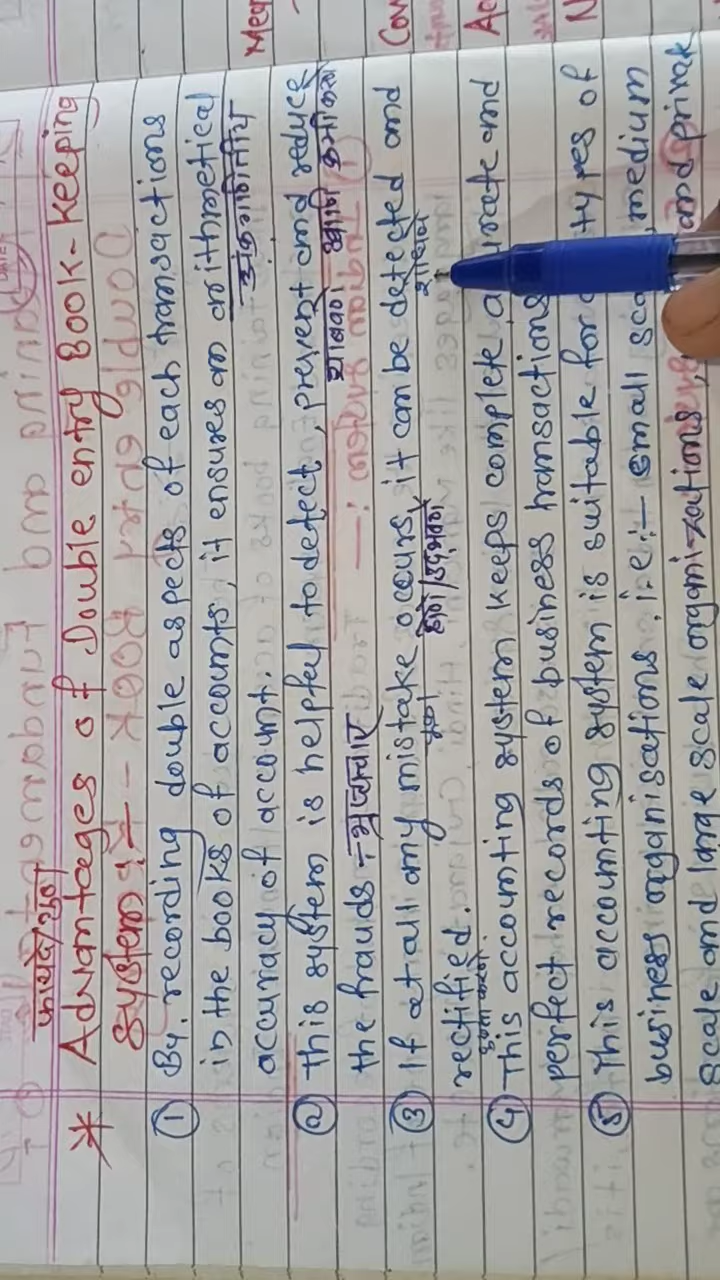 फायदे/गुण
* Advantages of Double entry Book-keeping
System :-
① By recording double aspects of each transactions
in the books of accounts, it ensures an arithmetical
अंकगणितीय
accuracy of account.
② this system is helpful to detect, prevent and reduce
शोधणे
आणि कमी करणे
the frauds - भ्रष्टाचार
③ If at all any mistake occurs, it can be detected and
चुका
होणे/उद्भवणे
शोधणे
rectified.
④ This accounting system keeps complete and
perfect records of business transactions
⑤ This accounting system is suitable for types of
business organisations. i.e :- small medium
scale and large scale organizations, and private